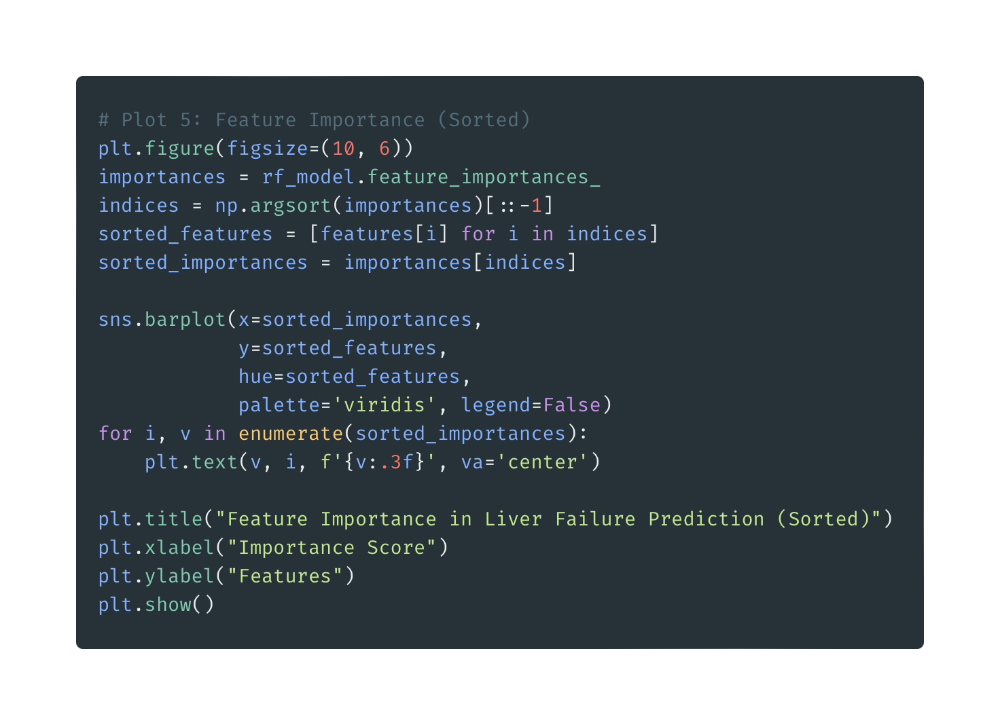 # Plot 5: Feature Importance (Sorted)
plt.figure(figsize=(10, 6))
importances = rf_model.feature_importances_
indices = np.argsort(importances)[::-1]
sorted_features = [features[i] for i in indices]
sorted_importances = importances[indices]

sns.barplot(x=sorted_importances,
            y=sorted_features,
            hue=sorted_features,
            palette='viridis', legend=False)
for i, v in enumerate(sorted_importances):
    plt.text(v, i, f'{v:.3f}', va='center')

plt.title("Feature Importance in Liver Failure Prediction (Sorted)")
plt.xlabel("Importance Score")
plt.ylabel("Features")
plt.show()